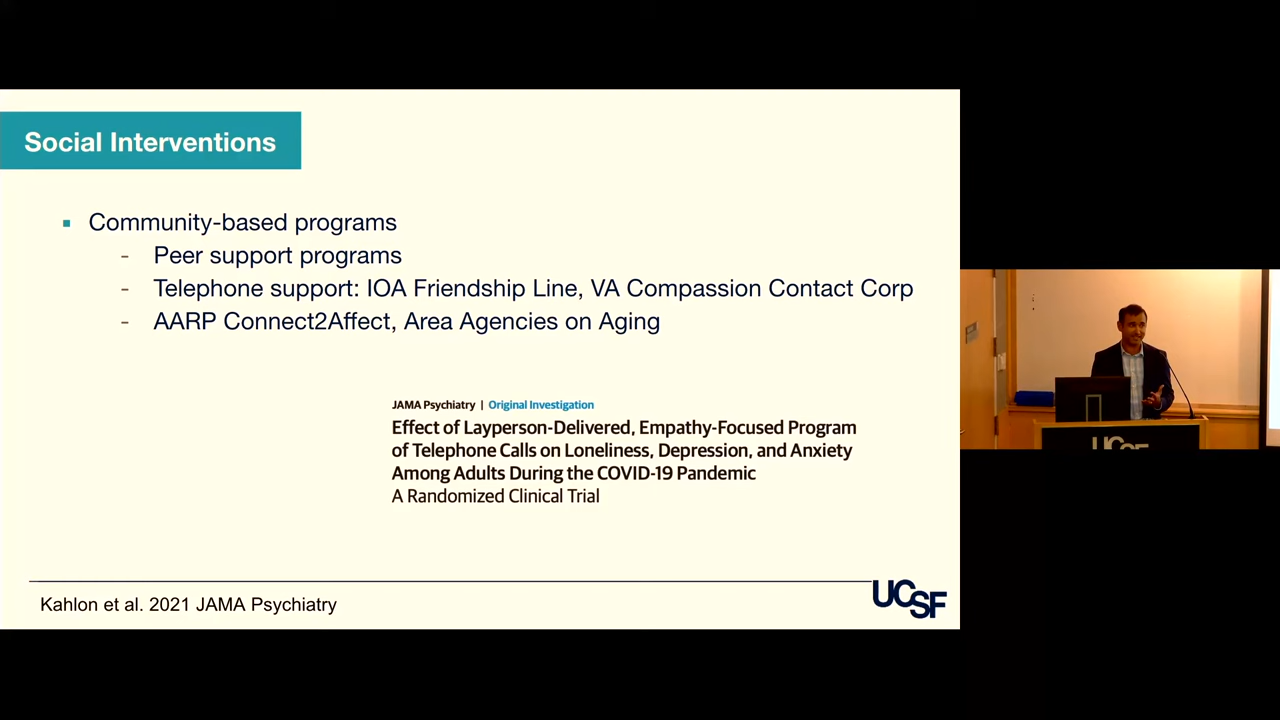 Social Interventions
▪ Community-based programs
- Peer support programs
- Telephone support: IOA Friendship Line, VA Compassion Contact Corp
- AARP Connect2Affect, Area Agencies on Aging
JAMA Psychiatry | Original Investigation
Effect of Layperson-Delivered, Empathy-Focused Program
of Telephone Calls on Loneliness, Depression, and Anxiety
Among Adults During the COVID-19 Pandemic
A Randomized Clinical Trial
Kahlon et al. 2021 JAMA Psychiatry
UCSF
UCSF